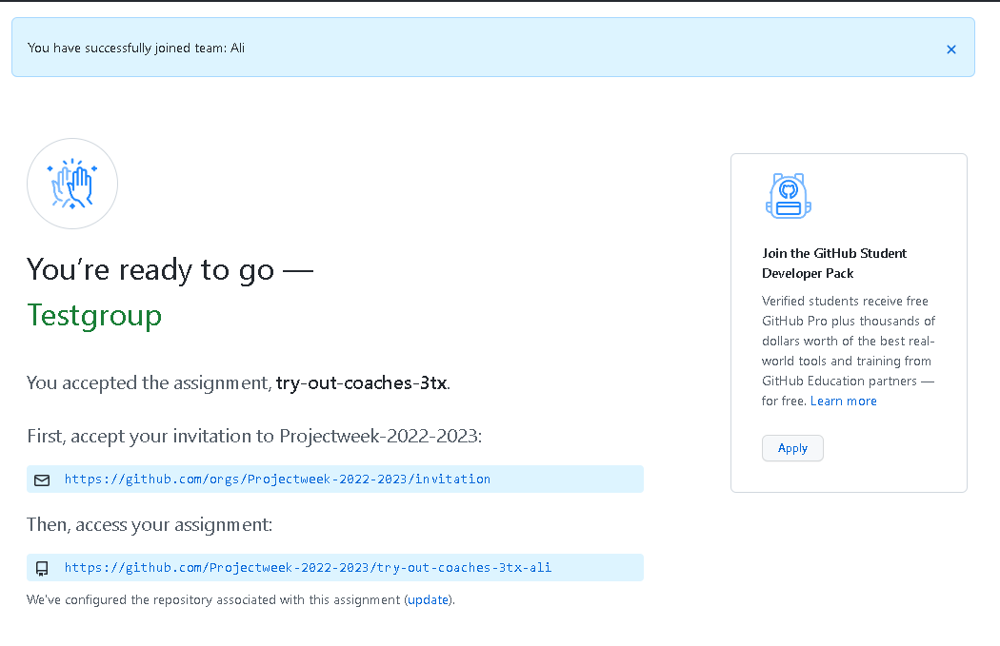 You have successfully joined team: Ali
You're ready to go —
Testgroup
You accepted the assignment, try-out-coaches-3tx.
First, accept your invitation to Projectweek-2022-2023:
https://github.com/orgs/Projectweek-2022-2023/invitation
Then, access your assignment:
https://github.com/Projectweek-2022-2023/try-out-coaches-3tx-ali
We've configured the repository associated with this assignment (update).
Join the GitHub Student
Developer Pack
Verified students receive free
GitHub Pro plus thousands of
dollars worth of the best real-
world tools and training from
GitHub Education partners —
for free. Learn more
Apply